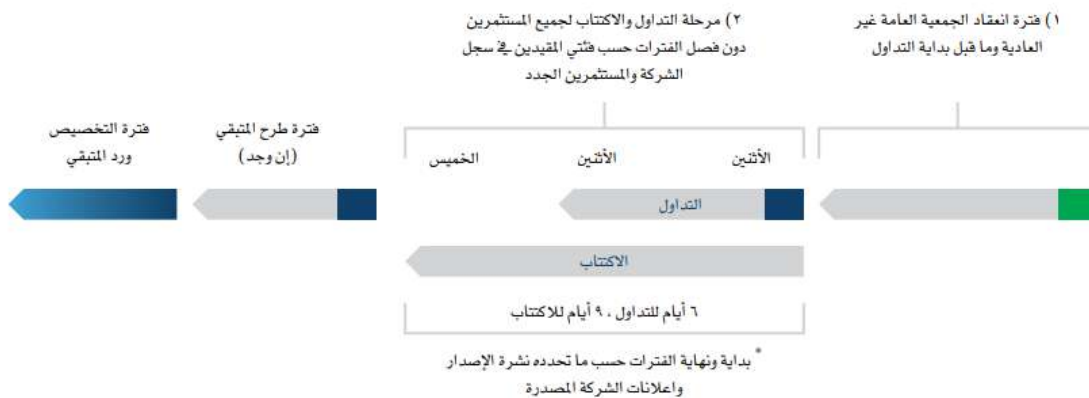 ١) فترة انعقاد الجمعية العامة غير
العادية وما قبل بداية التداول
٢) مرحلة التداول والاكتتاب لجميع المستثمرين
دون فصل الفترات حسب فئتي المقيدين في سجل
الشركة والمستثمرين الجدد
فترة طرح المتبقي
(إن وجد)
فترة التخصيص
ورد المتبقي
الأثنين
الأثنين
الخميس
التداول
الاكتتاب
٦ أيام للتداول ، ٩ أيام للاكتتاب
* بداية ونهاية الفترات حسب ما تحدده نشرة الإصدار
واعلانات الشركة المصدرة